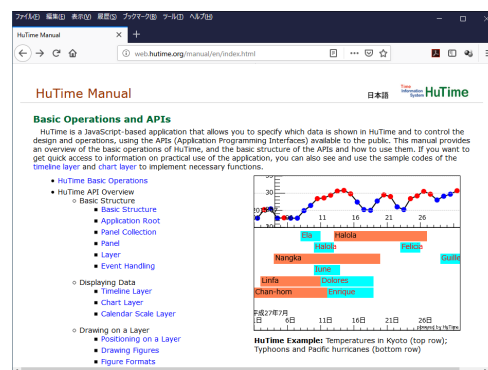 ファイル(F) 編集(E) 表示(V) 履歴(S) ブックマーク(B) ツール(T) ヘルプ(H)
HuTime Manual
web.hutime.org/manual/en/index.html
HuTime Manual
日本語
Time Information System HuTime
Basic Operations and APIs
HuTime is a JavaScript-based application that allows you to specify which data is shown in HuTime and to control the
design and operations, using the APIs (Application Programming Interfaces) available to the public. This manual provides
an overview of the basic operations of HuTime, and the basic structure of the APIs and how to use them. If you want to
get quick access to information on practical use of the application, you can also see and use the sample codes of the
timeline layer and chart layer to implement necessary functions.
HuTime Basic Operations
HuTime API Overview
Basic Structure
Basic Structure
Application Root
Panel Collection
Panel
Layer
Event Handling
Displaying Data
Timeline Layer
Chart Layer
Calendar Scale Layer
Drawing on a Layer
Positioning on a Layer
Drawing Figures
Figure Formats
30
6 11 16 21 26
Ela Halola
Halola Felicia
Nangka Guille
Iune
Linfa Dolores
Chan-hom Enrique
平成27年7月
1日 6日 11日 16日 21日 26日
powered by HuTime
HuTime Example: Temperatures in Kyoto (top row);
Typhoons and Pacific hurricanes (bottom row)